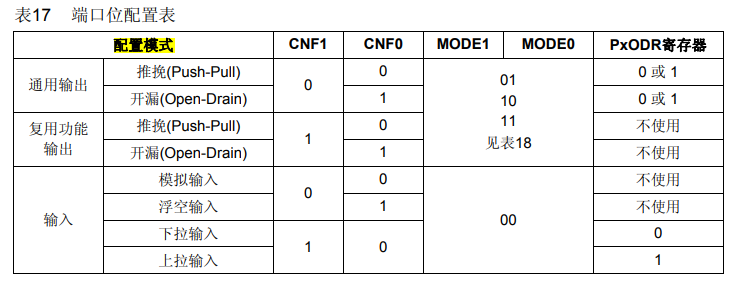 表17 端口位配置表
配置模式 CNF1 CNF0 MODE1 MODE0 PxODR寄存器
通用输出 推挽(Push-Pull) 0 0 01 10 11 见表18 0 或 1
开漏(Open-Drain) 1 0 或 1
复用功能输出 推挽(Push-Pull) 1 0 不使用
开漏(Open-Drain) 1 不使用
输入 模拟输入 0 0 00 不使用
浮空输入 1 不使用
下拉输入 1 0 0
上拉输入 1